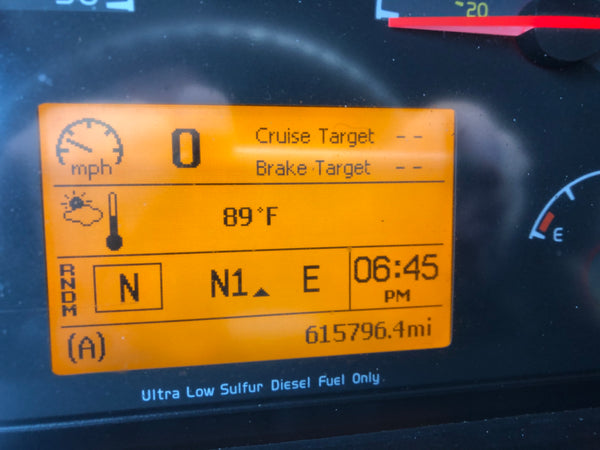 -20
mph 0 Cruise Target --
Brake Target --
89°F
E
RNDM N N1 E 06:45
PM
(A) 615796.4mi
Ultra Low Sulfur Diesel Fuel Only